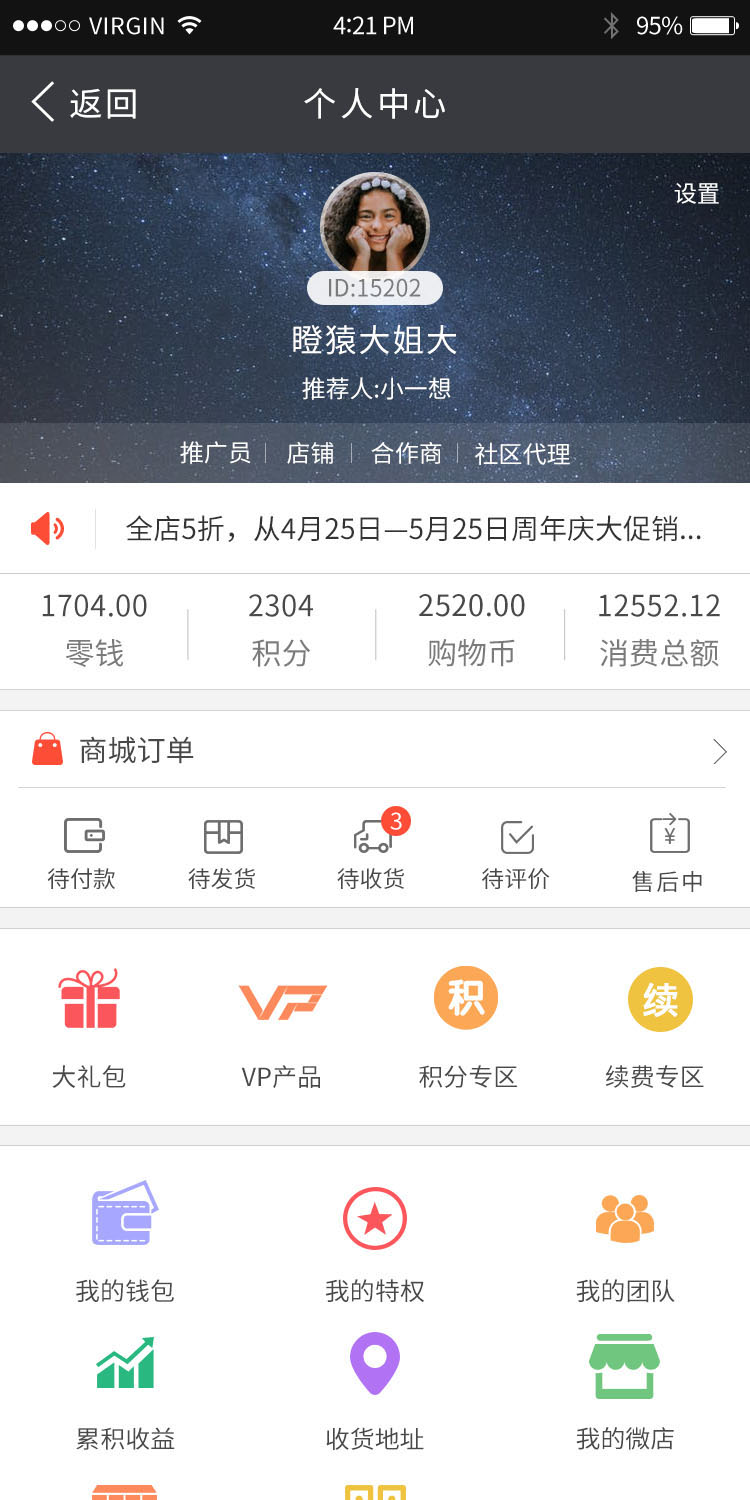 VIRGIN 4:21 PM 95%
返回 个人中心
设置
ID:15202
瞪猿大姐大
推荐人:小一想
推广员 店铺 合作商 社区代理
全店5折，从4月25日—5月25日周年庆大促销...
1704.00 2304 2520.00 12552.12
零钱 积分 购物币 消费总额
商城订单
3
¥
待付款 待发货 待收货 待评价 售后中
VP 积 续
大礼包 VP产品 积分专区 续费专区
我的钱包 我的特权 我的团队
累积收益 收货地址 我的微店